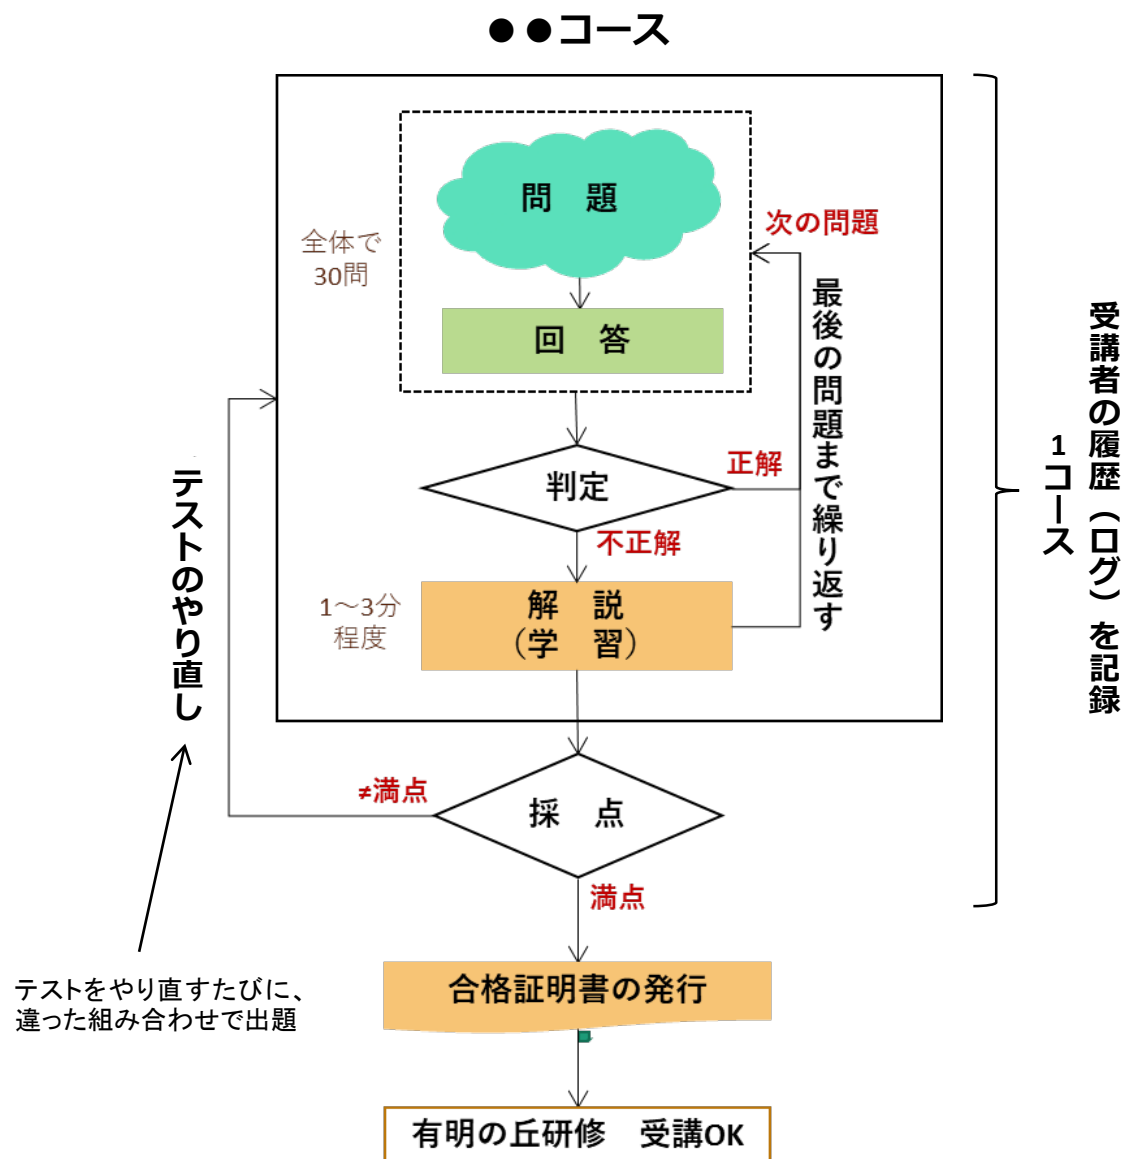 ●●コース
問　題
次の問題
全体で
30問
回　答
最後の問題まで繰り返す
正解
判定
不正解
解　説
（学　習）
1～3分
程度
テストのやり直し
受講者の履歴（ログ）を記録
1コース
≠満点
採　点
満点
テストをやり直すたびに、
違った組み合わせで出題
合格証明書の発行
有明の丘研修　受講OK